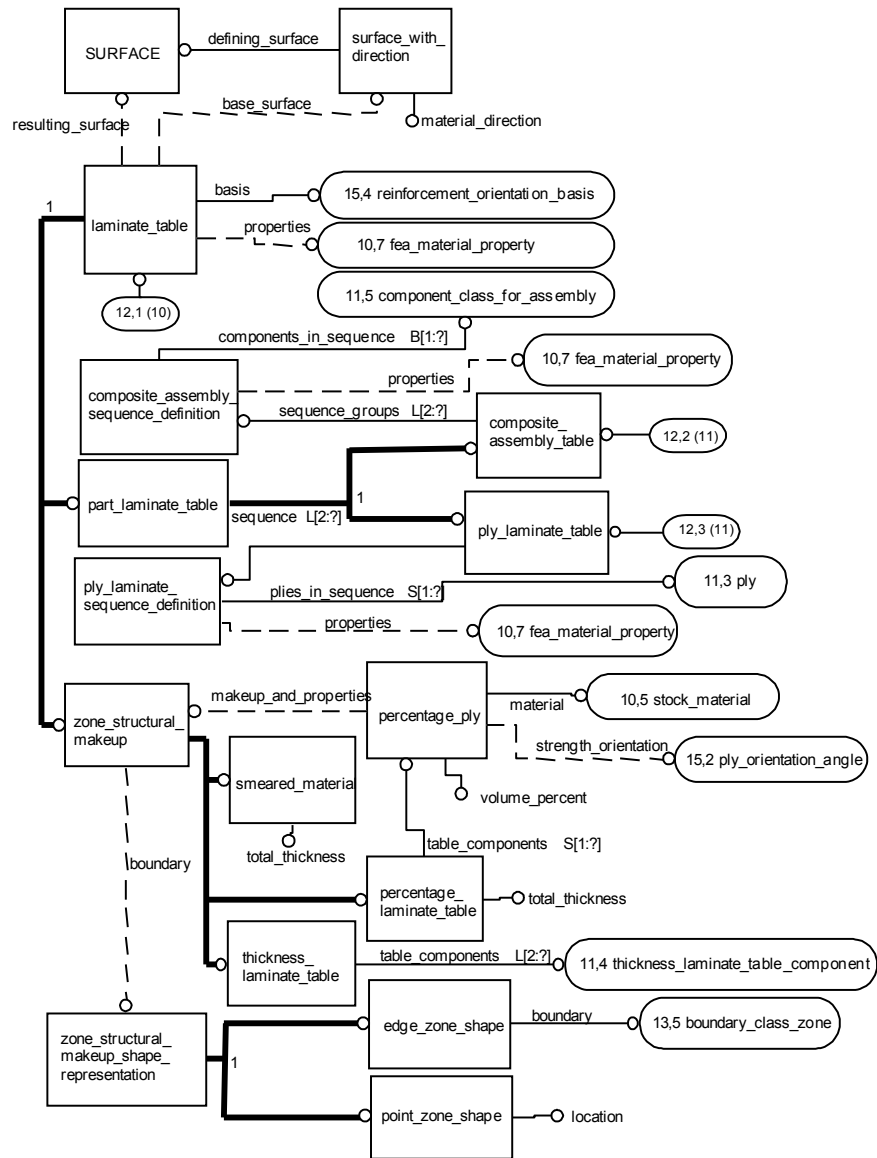 defining_surface
surface_with_
direction
SURFACE
base_surface
resulting_surface
material_direction
1
basis
15,4 reinforcement_orientation_basis
laminate_table
properties
10,7 fea_material_property
11,5 component_class_for_assembly
12,1 (10)
components_in_sequence B[1:?]
10,7 fea_material_property
properties
composite_assembly_
sequence_definition
sequence_groups L[2:?]
composite_
assembly_table
12,2 (11)
1
part_laminate_table
sequence L[2:?]
ply_laminate_table
12,3 (11)
ply_laminate_
sequence_definition
plies_in_sequence S[1:?]
11,3 ply
properties
10,7 fea_material_property
makeup_and_properties
material
10,5 stock_material
percentage_ply
zone_structural_
makeup
strength_orientation
15,2 ply_orientation_angle
smeared_material
volume_percent
table_components S[1:?]
total_thickness
boundary
percentage_
laminate_table
total_thickness
thickness_
laminate_table
table_components L[2:?]
11,4 thickness_laminate_table_component
boundary
edge_zone_shape
13,5 boundary_class_zone
zone_structural_
makeup_shape_
representation
1
point_zone_shape
location